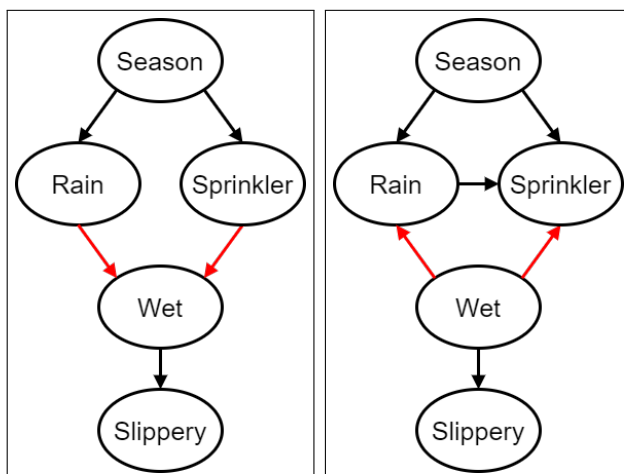 Season
Rain
Sprinkler
Wet
Slippery
Season
Rain
Sprinkler
Wet
Slippery